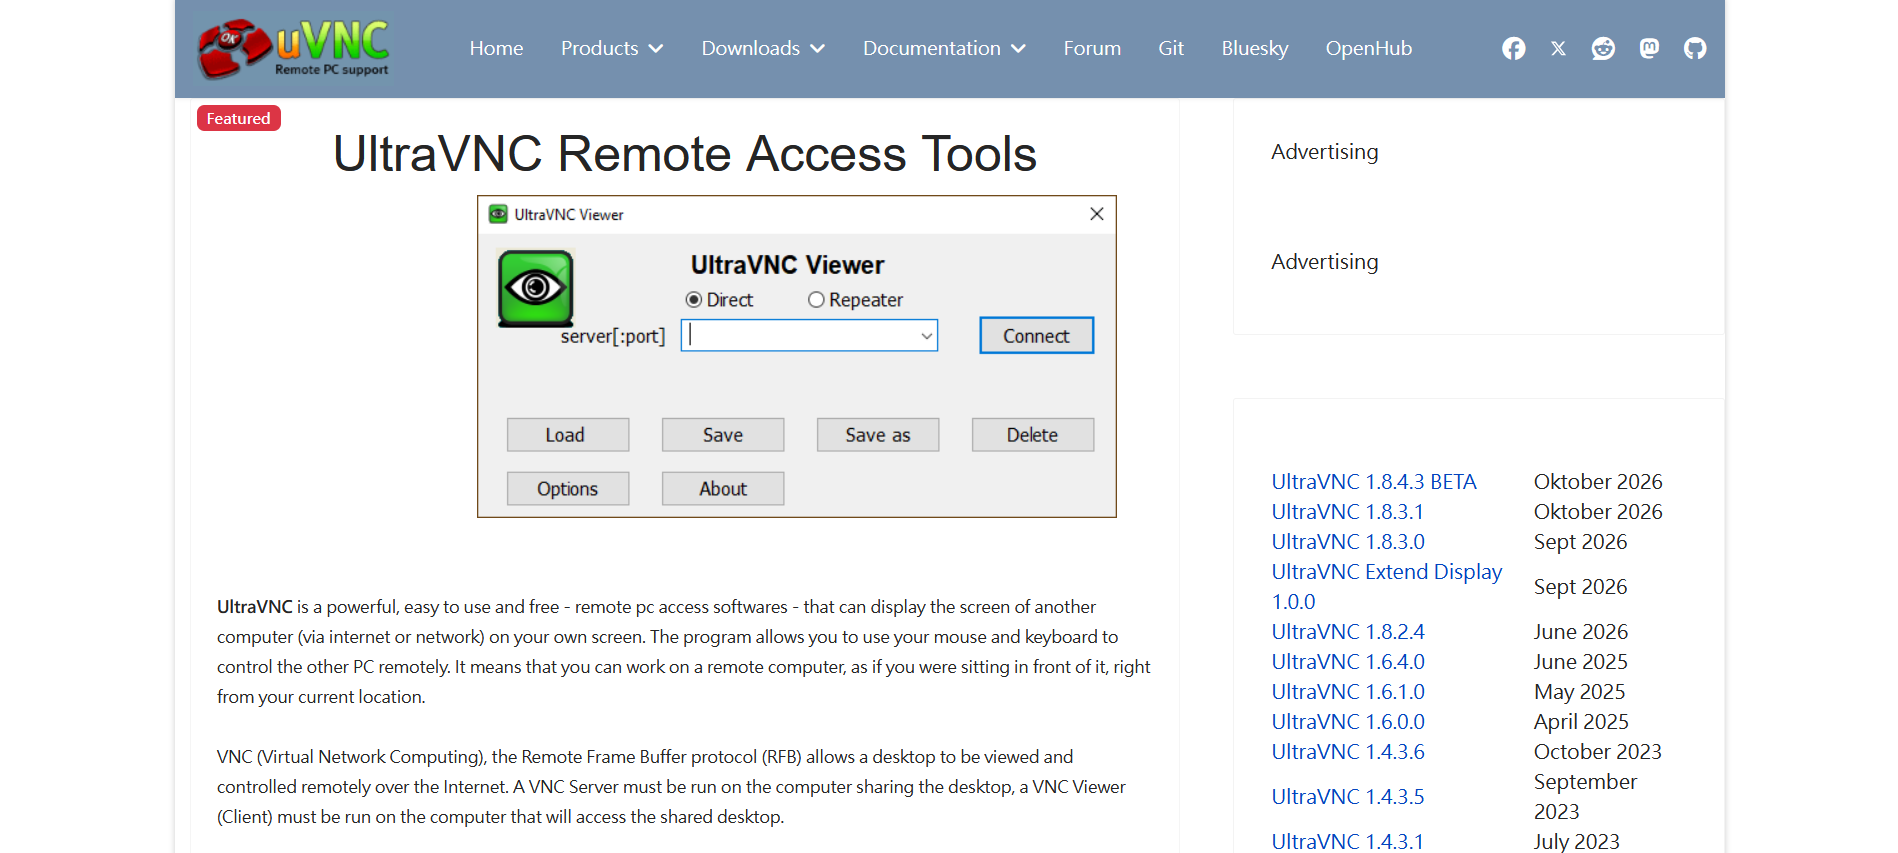 OK
uVNC
Remote PC support
Home
Products
Downloads
Documentation
Forum
Git
Bluesky
OpenHub
Featured
UltraVNC Remote Access Tools
UltraVNC Viewer
UltraVNC Viewer
Direct
Repeater
server[:port]
Connect
Load
Save
Save as
Delete
Options
About
UltraVNC is a powerful, easy to use and free - remote pc access softwares - that can display the screen of another
computer (via internet or network) on your own screen. The program allows you to use your mouse and keyboard to
control the other PC remotely. It means that you can work on a remote computer, as if you were sitting in front of it, right
from your current location.
VNC (Virtual Network Computing), the Remote Frame Buffer protocol (RFB) allows a desktop to be viewed and
controlled remotely over the Internet. A VNC Server must be run on the computer sharing the desktop, a VNC Viewer
(Client) must be run on the computer that will access the shared desktop.
Advertising
Advertising
UltraVNC 1.8.4.3 BETA Oktober 2026
UltraVNC 1.8.3.1 Oktober 2026
UltraVNC 1.8.3.0 Sept 2026
UltraVNC Extend Display
1.0.0
Sept 2026
UltraVNC 1.8.2.4 June 2026
UltraVNC 1.6.4.0 June 2025
UltraVNC 1.6.1.0 May 2025
UltraVNC 1.6.0.0 April 2025
UltraVNC 1.4.3.6 October 2023
UltraVNC 1.4.3.5
September
2023
UltraVNC 1.4.3.1 July 2023